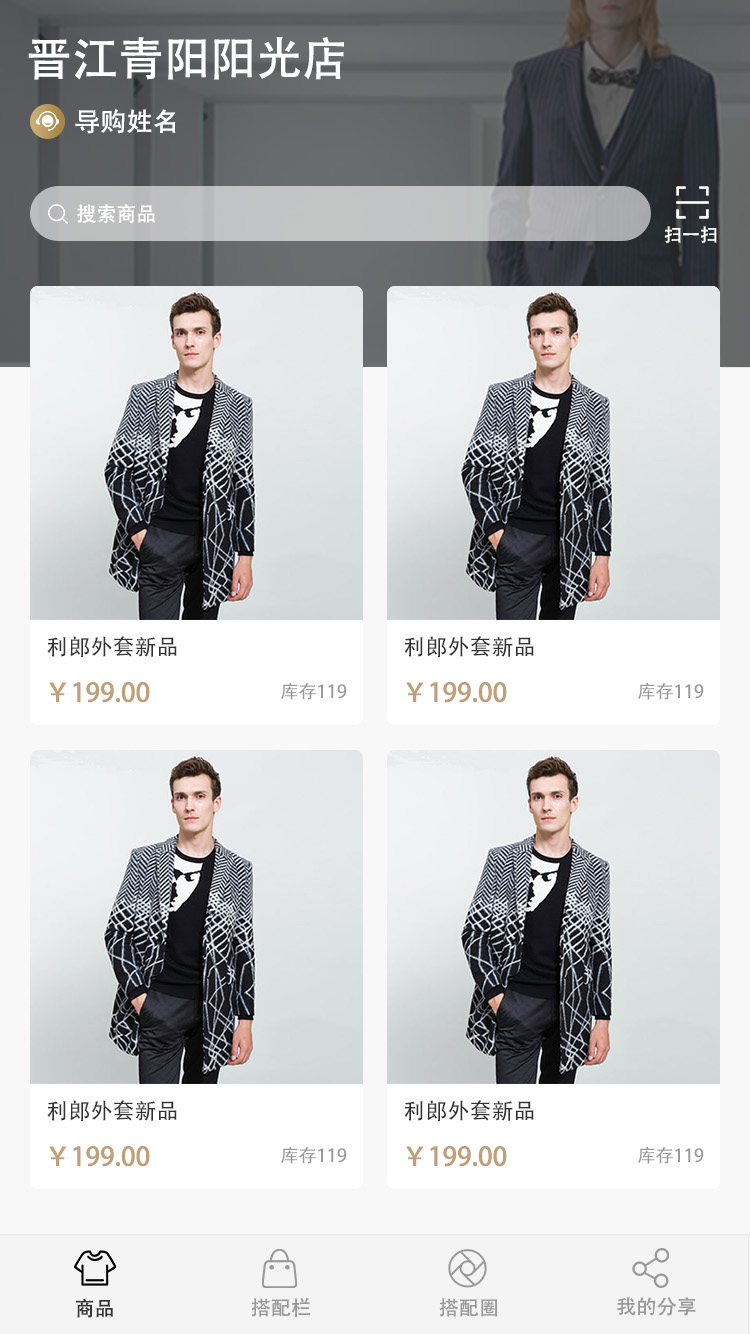 晋江青阳阳光店
导购姓名
搜索商品
扫一扫
利郎外套新品
利郎外套新品
￥199.00 库存119
￥199.00 库存119
利郎外套新品
利郎外套新品
￥199.00 库存119
￥199.00 库存119
商品 搭配栏 搭配圈 我的分享